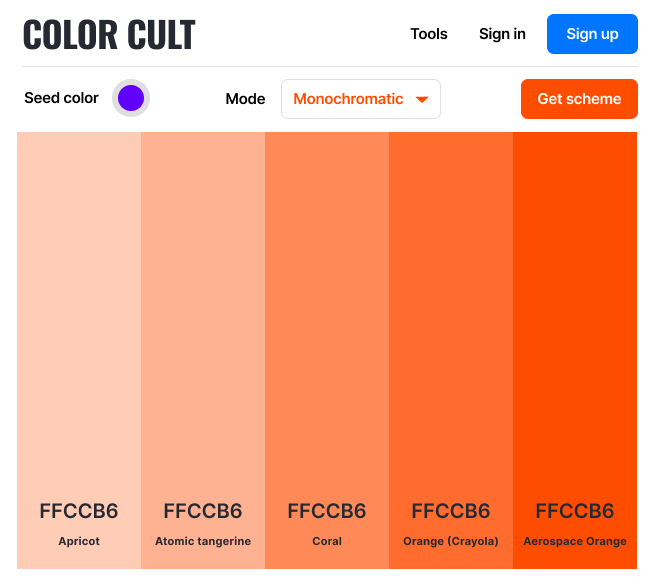 COLOR CULT
Tools
Sign in
Sign up
Seed color
Mode
Monochromatic
Get scheme
FFCCB6
Apricot
FFCCB6
Atomic tangerine
FFCCB6
Coral
FFCCB6
Orange (Crayola)
FFCCB6
Aerospace Orange